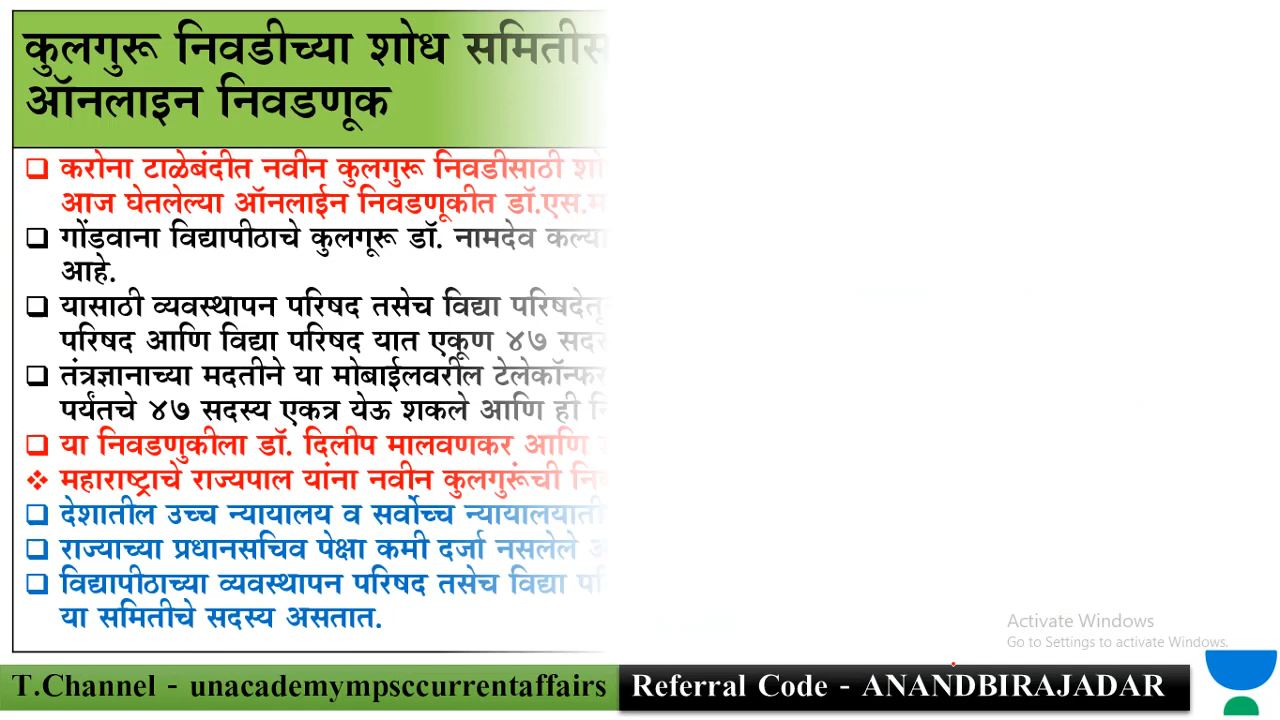 कुलगुरू निवडीच्या शोध समितीस
ऑनलाइन निवडणूक
❑ करोना टाळेबंदीत नवीन कुलगुरू निवडीसाठी
आज घेतलेल्या ऑनलाईन निवडणूकीत डॉ.एस.म
❑ गोंडवाना विद्यापीठाचे कुलगूरू डॉ. नामदेव कल्या
आहे.
❑ यासाठी व्यवस्थापन परिषद तसेच विद्या
परिषद आणि विद्या परिषद यात एकूण ४७ सदस
❑ तंत्रज्ञानाच्या मदतीने या मोबाईलवरील टेलेकॉन्फर
पर्यंतचे ४७ सदस्य एकत्र येऊ शकले आणि ही
❑ या निवडणुकीला डॉ. दिलीप मालवणकर आणि
❖ महाराष्ट्राचे राज्यपाल यांना नवीन कुलगुरूंची
❑ देशातील उच्च न्यायालय व सर्वोच्च न्यायालयाती
❑ राज्याच्या प्रधानसचिव पेक्षा कमी दर्जा नसलेले
❑ विद्यापीठाच्या व्यवस्थापन परिषद तसेच विद्या
या समितीचे सदस्य असतात.
Activate Windows
Go to Settings to activate Windows.
T.Channel - unacademympsccurrentaffairs Referral Code - ANANDBIRAJADAR